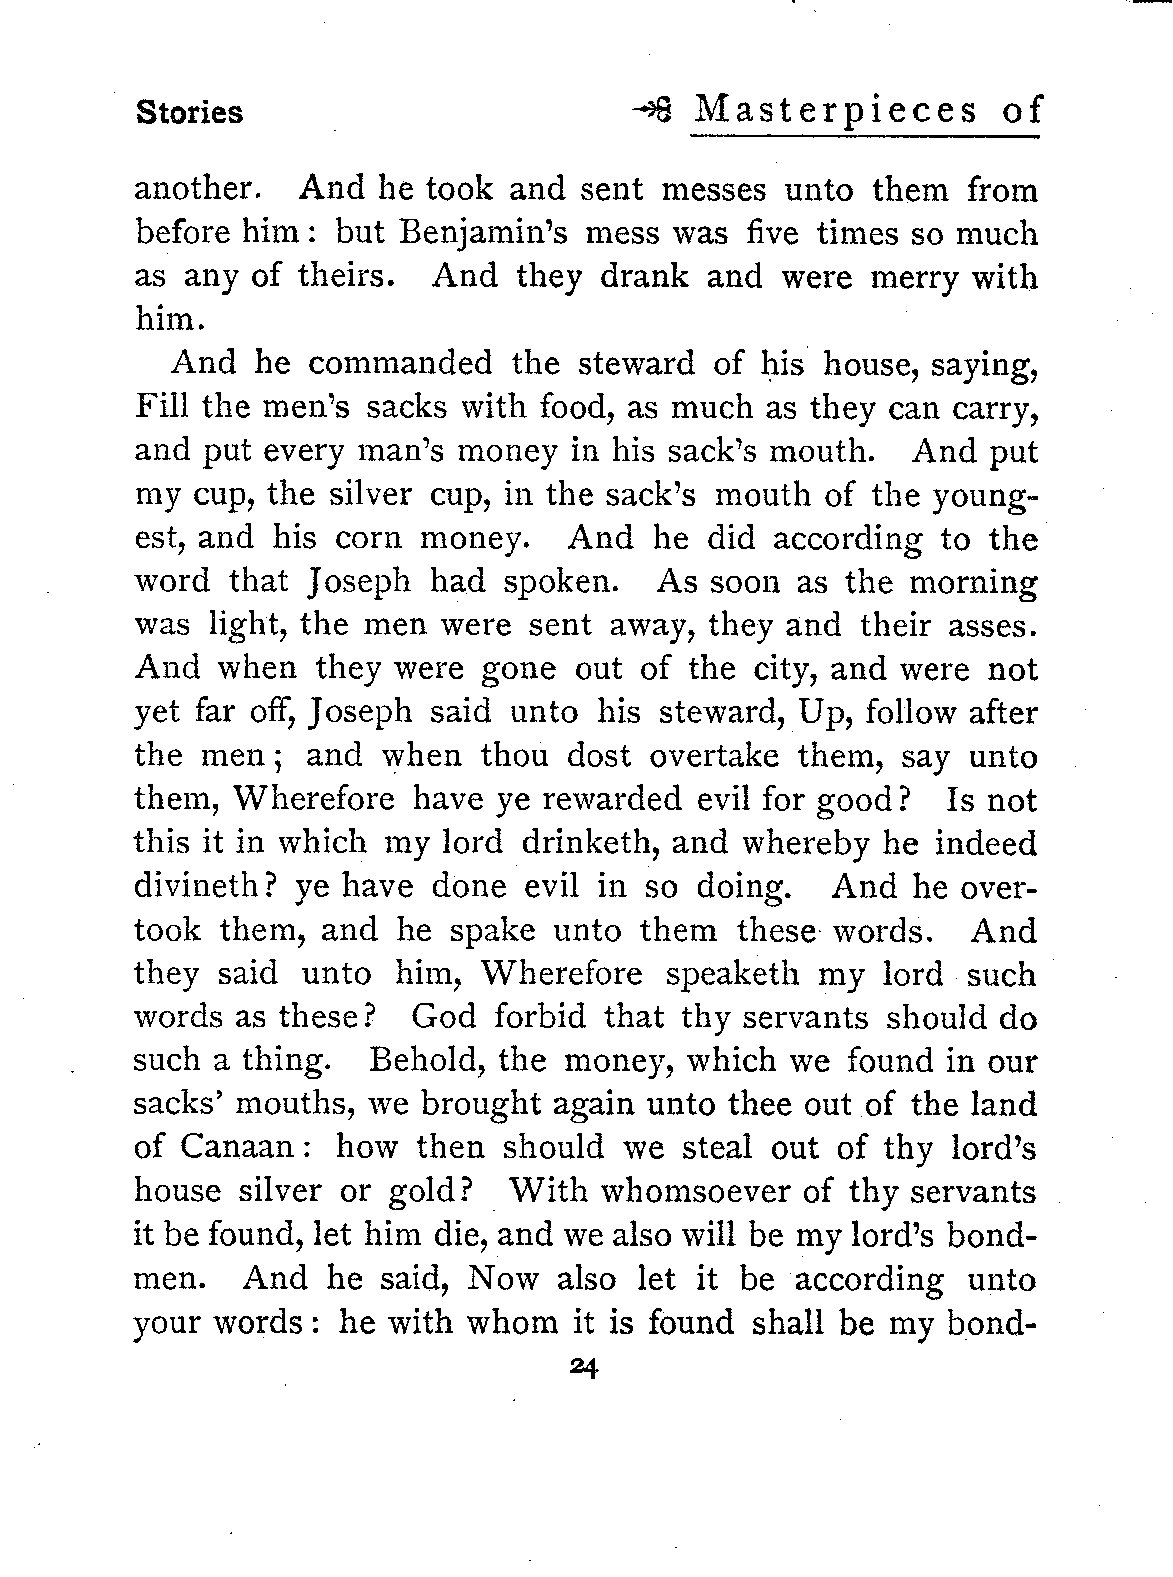 Stories Masterpieces of
another. And he took and sent messes unto them from
before him : but Benjamin's mess was five times so much
as any of theirs. And they drank and were merry with
him.
And he commanded the steward of his house, saying,
Fill the men's sacks with food, as much as they can carry,
and put every man's money in his sack's mouth. And put
my cup, the silver cup, in the sack's mouth of the young-
est, and his corn money. And he did according to the
word that Joseph had spoken. As soon as the morning
was light, the men were sent away, they and their asses.
And when they were gone out of the city, and were not
yet far off, Joseph said unto his steward, Up, follow after
the men ; and when thou dost overtake them, say unto
them, Wherefore have ye rewarded evil for good? Is not
this it in which my lord drinketh, and whereby he indeed
divineth? ye have done evil in so doing. And he over-
took them, and he spake unto them these words. And
they said unto him, Wherefore speaketh my lord such
words as these? God forbid that thy servants should do
such a thing. Behold, the money, which we found in our
sacks' mouths, we brought again unto thee out of the land
of Canaan : how then should we steal out of thy lord's
house silver or gold? With whomsoever of thy servants
it be found, let him die, and we also will be my lord's bond-
men. And he said, Now also let it be according unto
your words : he with whom it is found shall be my bond-
24